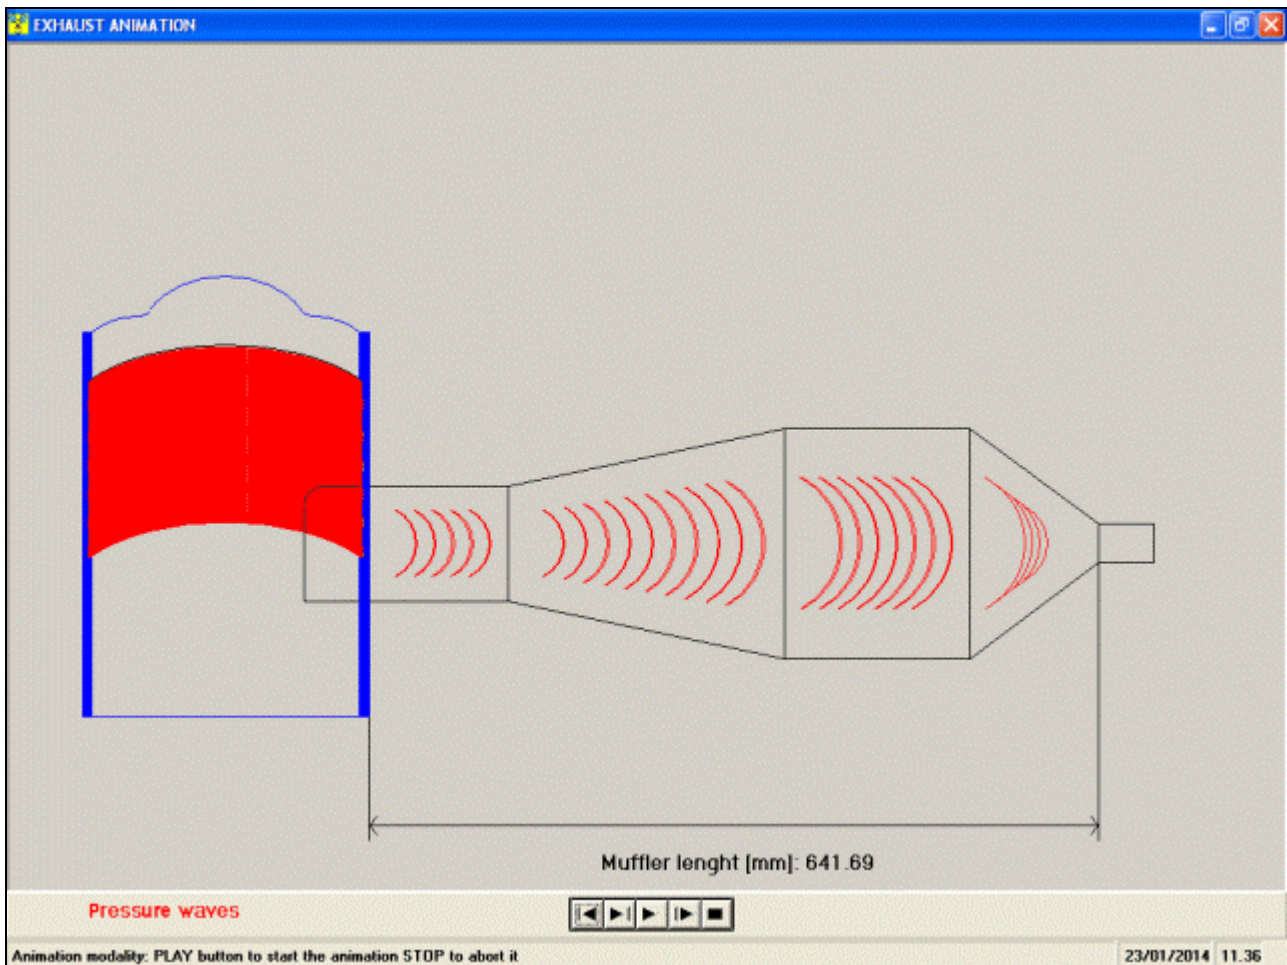 EXHAUST ANIMATION
Muffler lenght [mm]: 641.69
Pressure waves
Animation modality: PLAY button to start the animation STOP to abort it
23/01/2014 11.36